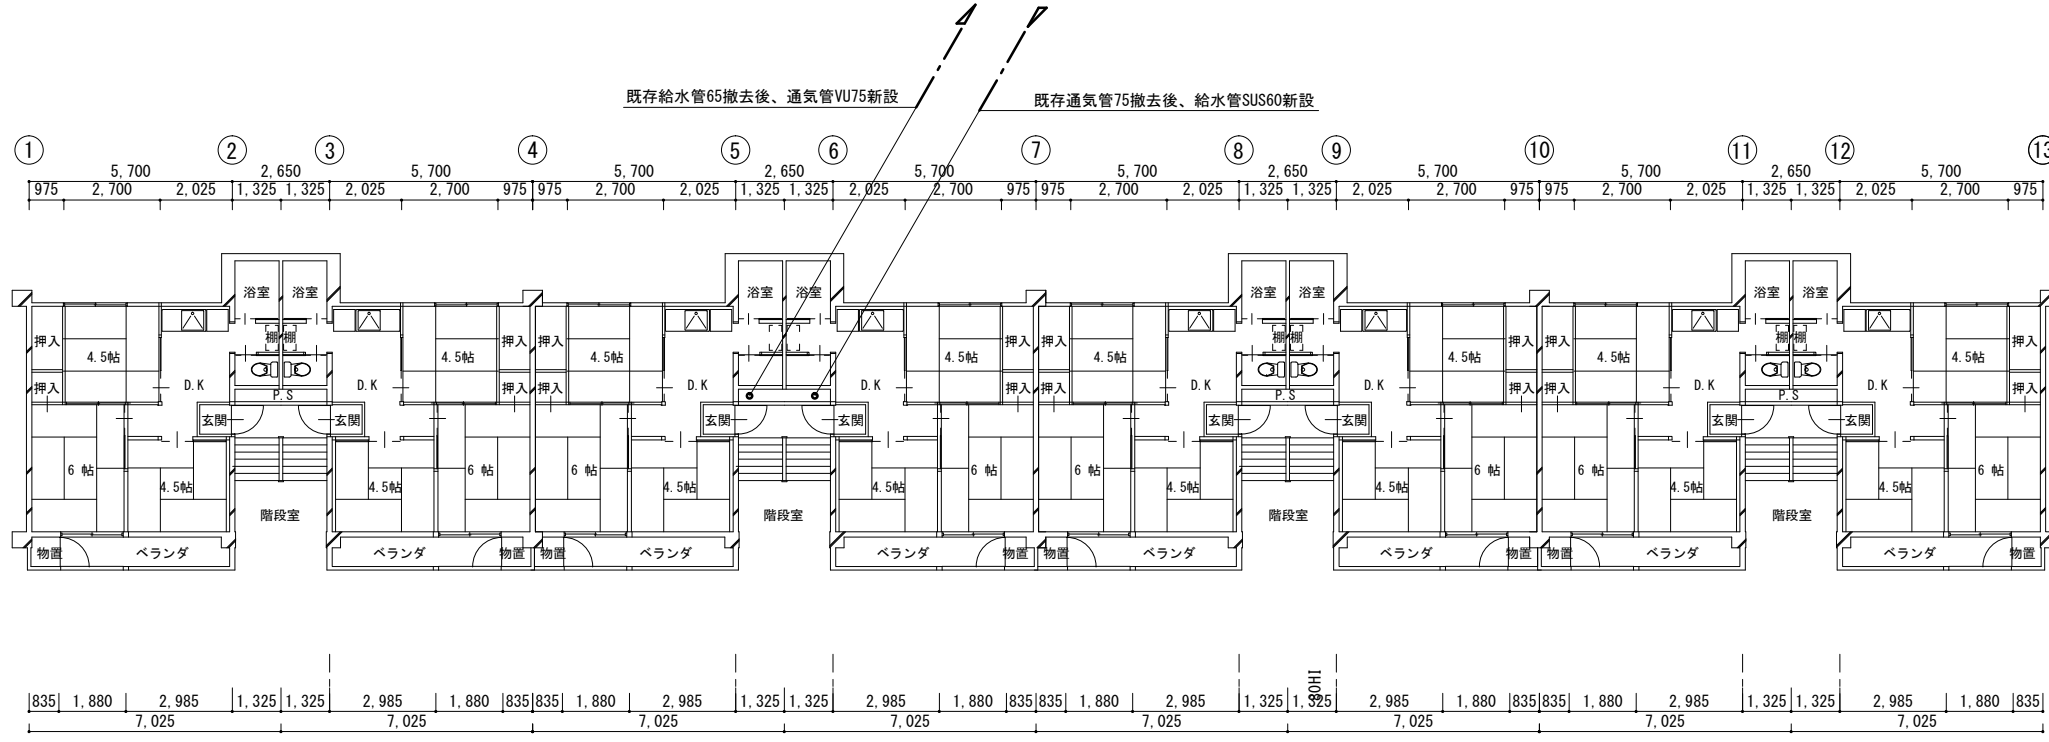 既存給水管65撤去後、通気管VU75新設
既存通気管75撤去後、給水管SUS60新設
1 2 3 4 5 6 7 8 9 10 11 12 13
5,700 2,650 5,700 5,700 2,650 5,700 5,700 2,650 5,700 5,700 2,650 5,700
975 2,700 2,025 1,325 1,325 2,025 2,700 975 975 2,700 2,025 1,325 1,325 2,025 2,700 975 975 2,700 2,025 1,325 1,325 2,025 2,700 975 975 2,700 2,025 1,325 1,325 2,025 2,700 975
浴室 浴室 浴室 浴室 浴室 浴室 浴室 浴室
押入 棚 棚 押入 押入 押入 押入 棚 棚 押入 押入 棚 棚 押入
4.5帖 4.5帖 4.5帖 4.5帖 4.5帖 4.5帖 4.5帖 4.5帖
押入 D.K D.K 押入 押入 D.K D.K 押入 押入 D.K D.K 押入 押入 D.K D.K 押入
P.S P.S P.S
玄関 玄関 玄関 玄関 玄関 玄関 玄関 玄関
6 帖 6 帖 6 帖 6 帖 6 帖 6 帖 6 帖 6 帖
4.5帖 4.5帖 4.5帖 4.5帖 4.5帖 4.5帖 4.5帖 4.5帖
階段室 階段室 階段室 階段室
物置 ベランダ ベランダ 物置 物置 ベランダ ベランダ 物置 物置 ベランダ ベランダ 物置 物置 ベランダ ベランダ 物置
80HI
835 1,880 2,985 1,325 1,325 2,985 1,880 835 835 1,880 2,985 1,325 1,325 2,985 1,880 835 835 1,880 2,985 1,325 1,325 2,985 1,880 835 835 1,880 2,985 1,325 1,325 2,985 1,880 835
7,025 7,025 7,025 7,025 7,025 7,025 7,025 7,025